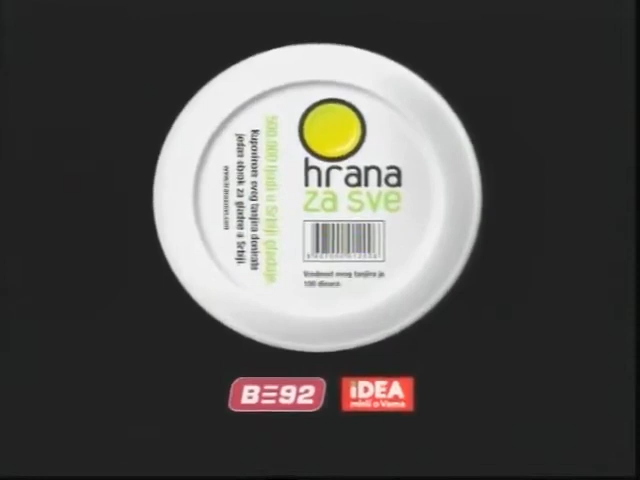 hrana
za sve
Vrednost ovog tanjira je
100 dinara
500.000 ljudi u Srbiji gladuje
Kupovinom ovog tanjira donirate
jedan obrok za gladne u Srbiji
B92
iDEA
misli o Vama